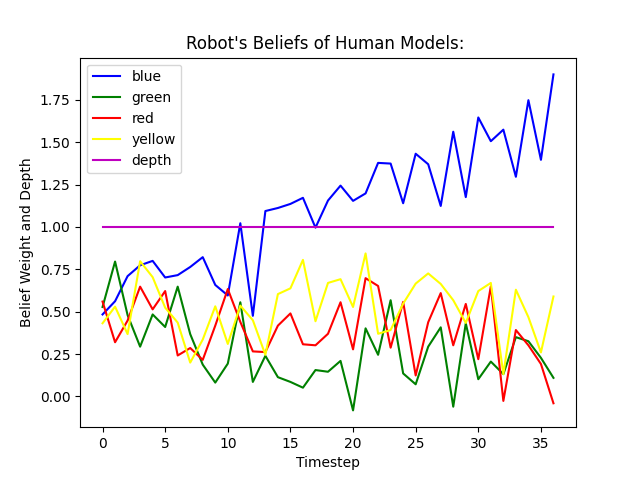 Robot's Beliefs of Human Models:
blue
green
red
yellow
depth
Belief Weight and Depth
1.75
1.50
1.25
1.00
0.75
0.50
0.25
0.00
0 5 10 15 20 25 30 35
Timestep